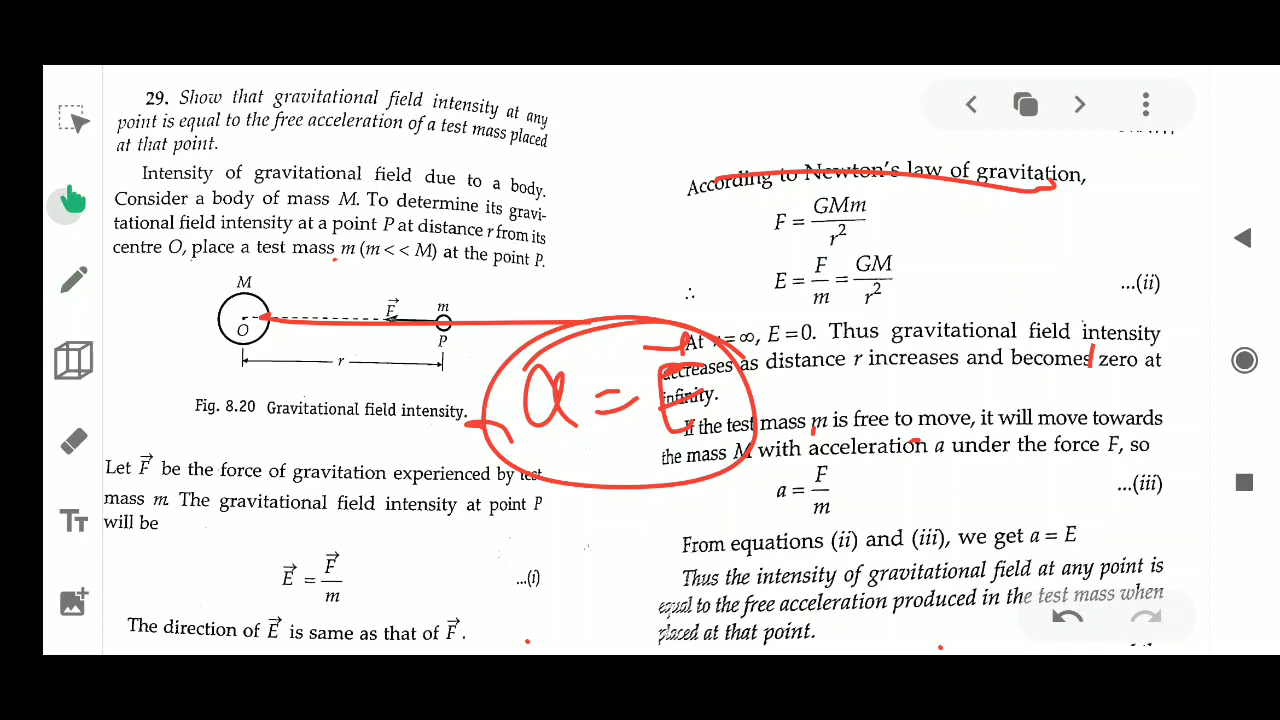 29. Show that gravitational field intensity at any
point is equal to the free acceleration of a test mass placed
at that point.
Intensity of gravitational field due to a body.
Consider a body of mass M. To determine its gravi-
tational field intensity at a point P at distance r from its
centre O, place a test mass m (m << M) at the point P.
M
F→
m
O
P
r
Fig. 8.20 Gravitational field intensity.
Let F→ be the force of gravitation experienced by test
mass m. The gravitational field intensity at point P
will be
E→ = F→/m ...(i)
The direction of E→ is same as that of F→.
According to Newton's law of gravitation,
F = GMm/r²
∴ E = F/m = GM/r² ...(ii)
At r = ∞, E = 0. Thus gravitational field intensity
decreases as distance r increases and becomes zero at
infinity.
If the test mass m is free to move, it will move towards
the mass M with acceleration a under the force F, so
a = F/m ...(iii)
From equations (ii) and (iii), we get a = E
Thus the intensity of gravitational field at any point is
equal to the free acceleration produced in the test mass when
placed at that point.
a = E→
TT